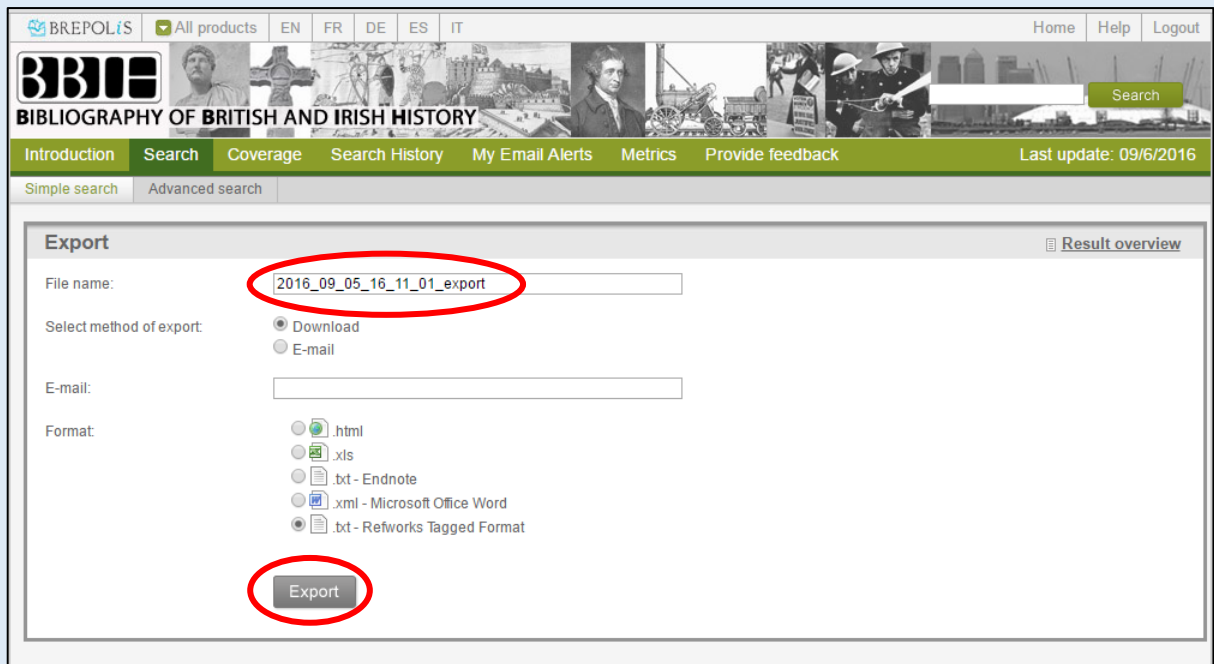 BREPOLiS All products EN FR DE ES IT Home Help Logout
BBIH
BIBLIOGRAPHY OF BRITISH AND IRISH HISTORY
Search
Introduction Search Coverage Search History My Email Alerts Metrics Provide feedback Last update: 09/6/2016
Simple search Advanced search
Export Result overview
File name: 2016_09_05_16_11_01_export
Select method of export: Download
E-mail
E-mail:
Format: .html
.xls
.txt - Endnote
.xml - Microsoft Office Word
.txt - Refworks Tagged Format
Export